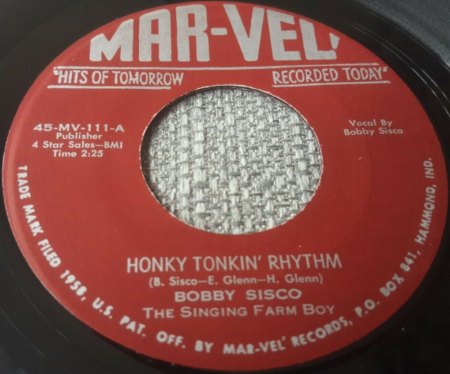 MAR-VEL'
"HITS OF TOMORROW
RECORDED TODAY"
45-MV-111-A
Publisher
4 Star Sales—BMI
Time 2:25
Vocal By
Bobby Sisco
HONKY TONKIN' RHYTHM
(B. Sisco—E. Glenn—H. Glenn)
BOBBY SISCO
THE SINGING FARM BOY
TRADE MARK FILED 1958, U.S. PAT. OFF. BY MAR-VEL' RECORDS, P.O. BOX 841, HAMMOND, IND.